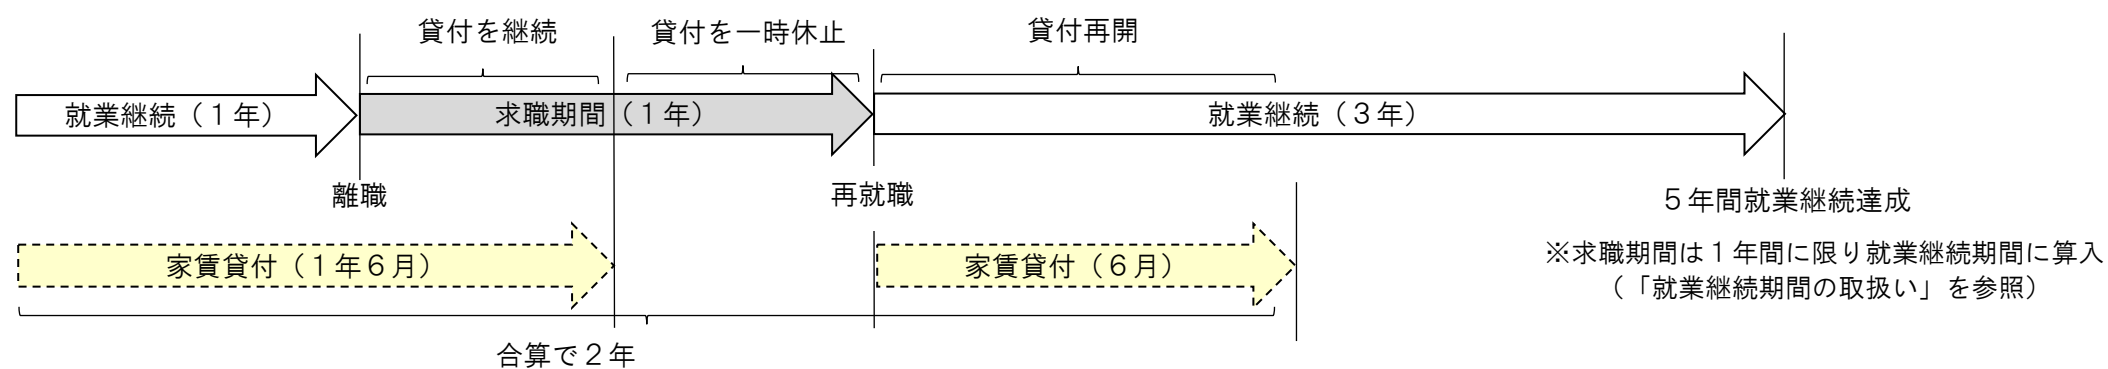 貸付を継続
貸付を一時休止
貸付再開
就業継続（１年）
求職期間（１年）
就業継続（３年）
離職
再就職
５年間就業継続達成
※求職期間は１年間に限り就業継続期間に算入
（「就業継続期間の取扱い」を参照）
家賃貸付（１年６月）
家賃貸付（６月）
合算で２年